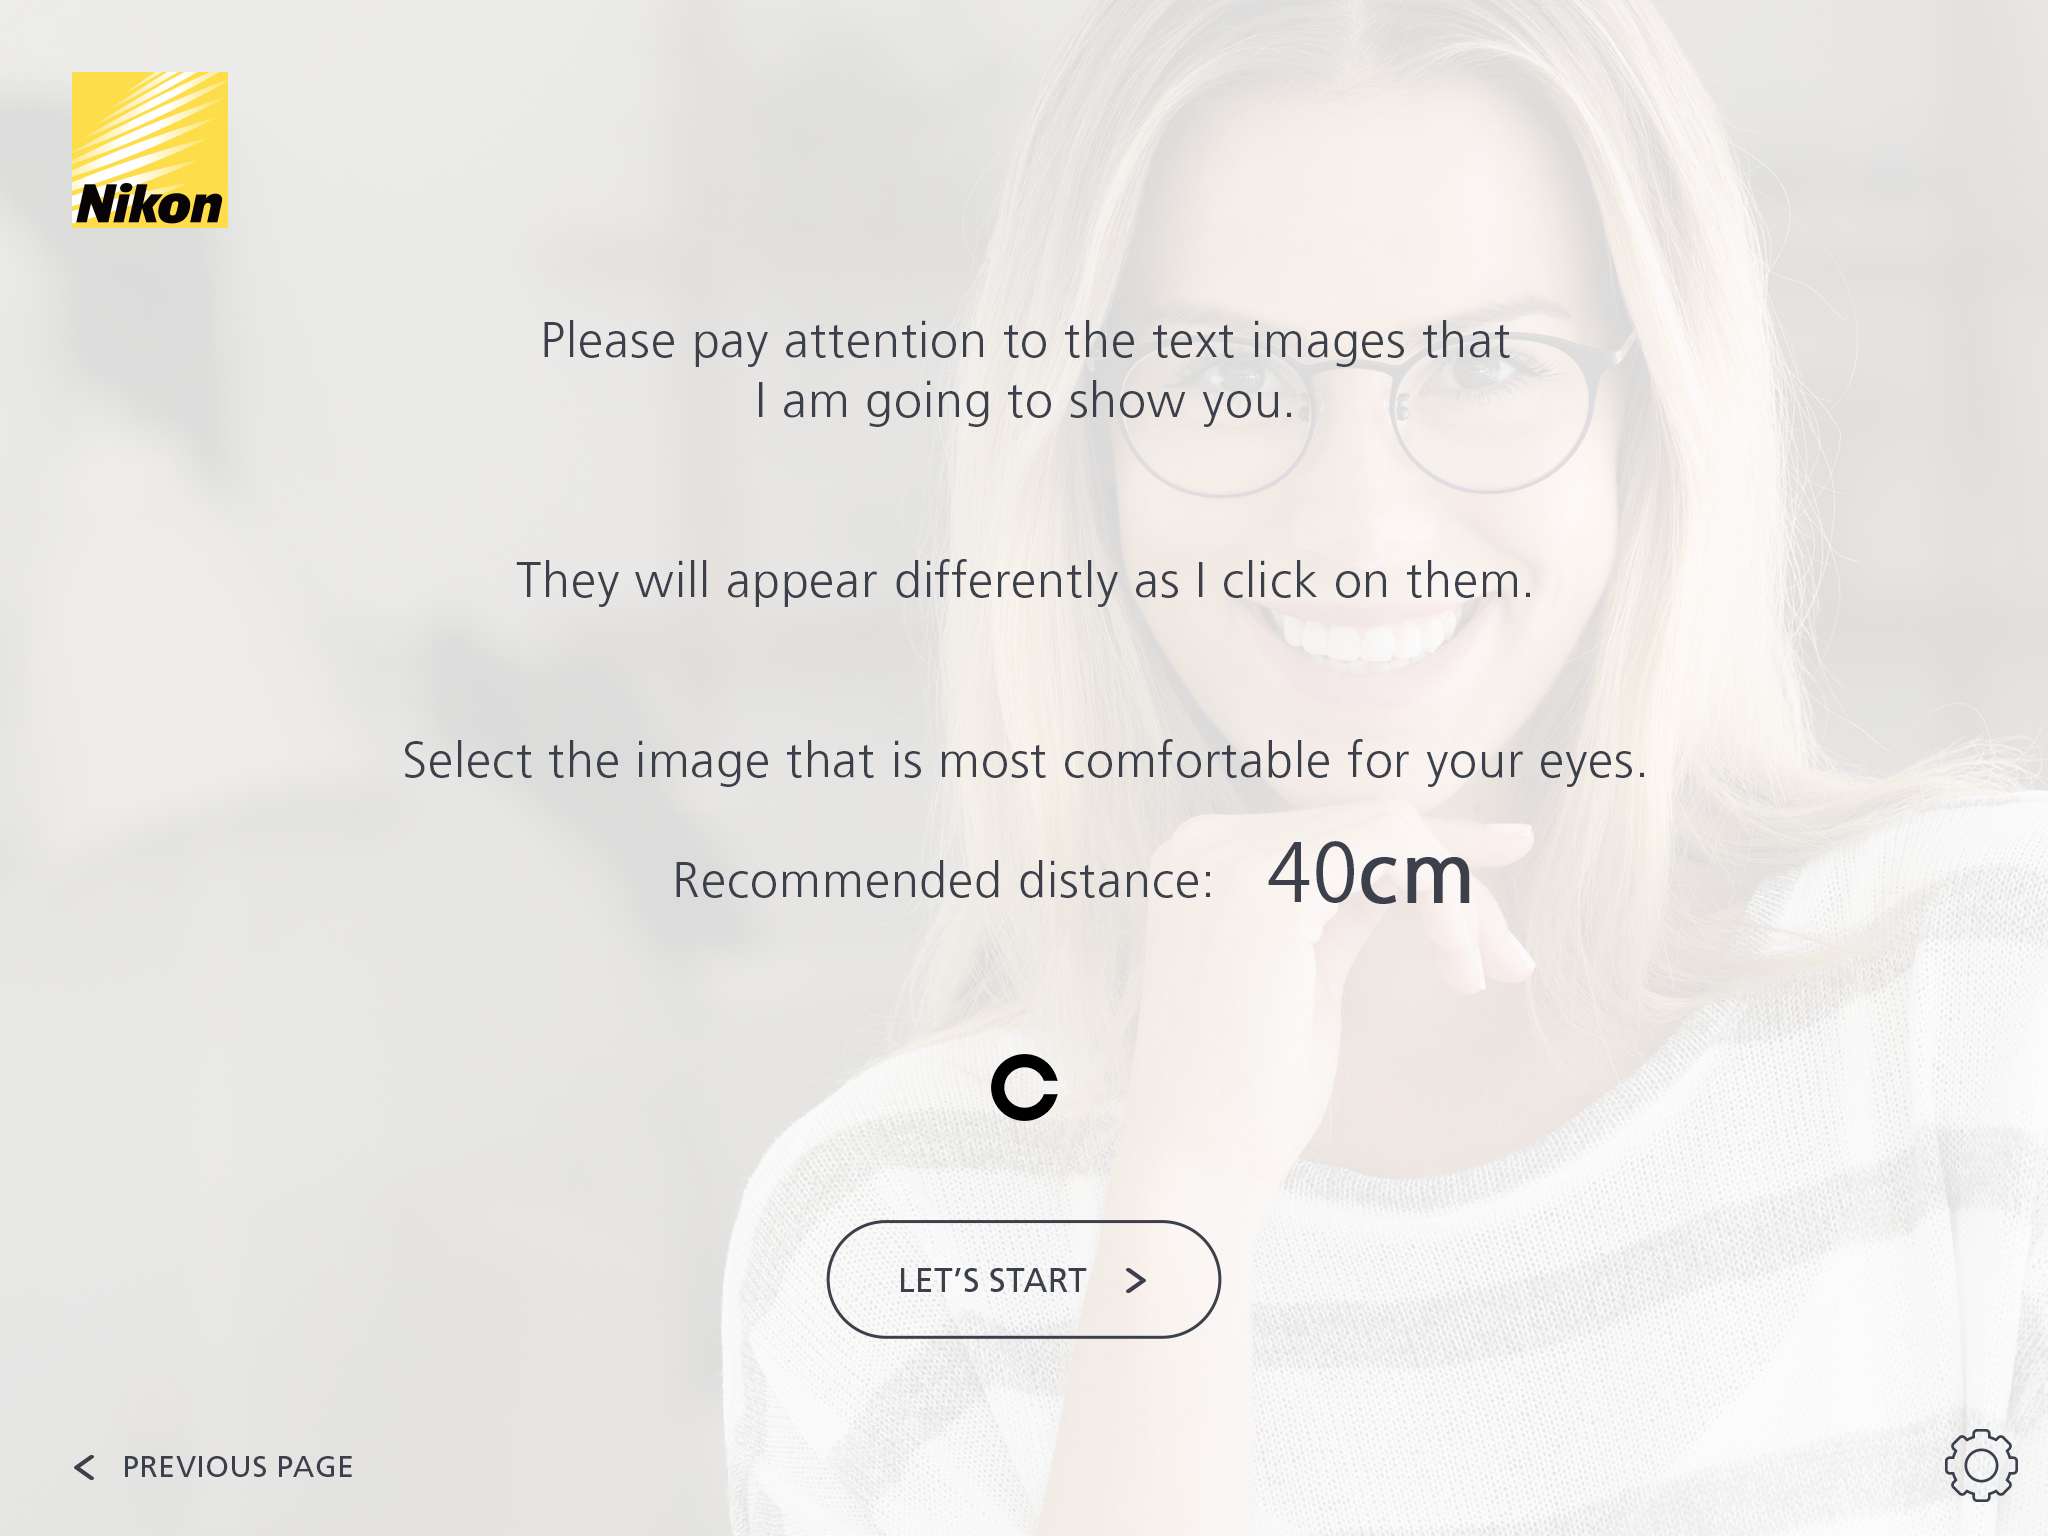 Nikon
Please pay attention to the text images that
I am going to show you.
They will appear differently as I click on them.
Select the image that is most comfortable for your eyes.
Recommended distance: 40cm
LET’S START
PREVIOUS PAGE